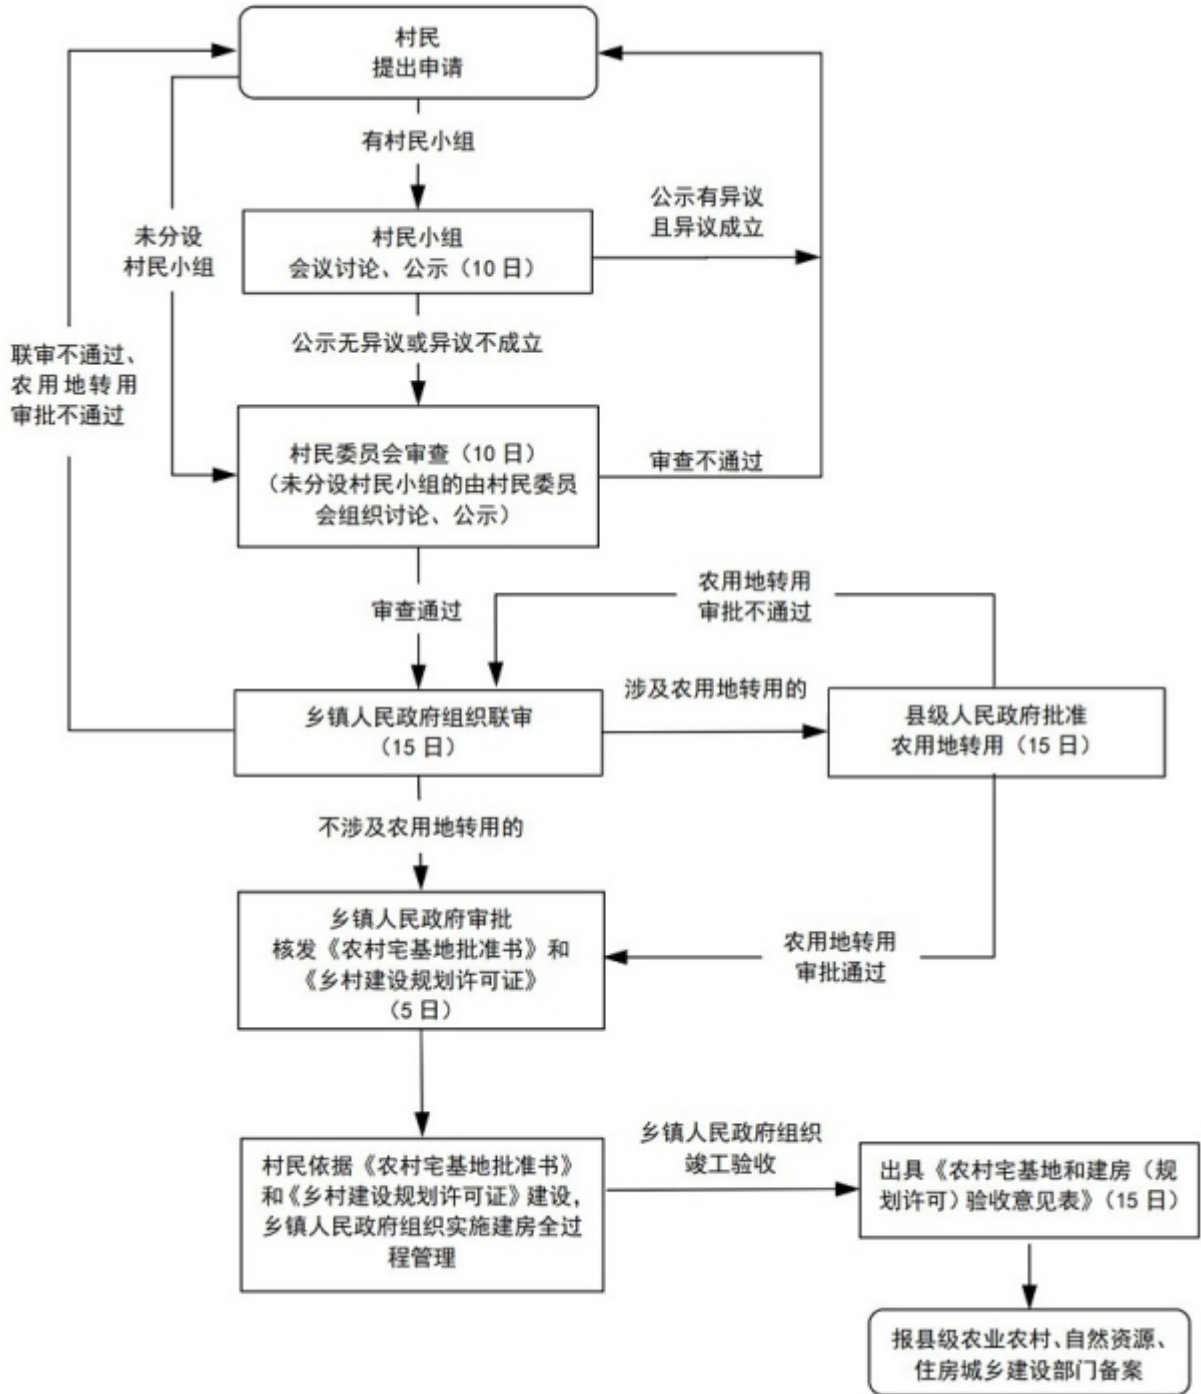 村民
提出申请
有村民小组
公示有异议
且异议成立
未分设
村民小组
村民小组
会议讨论、公示（10 日）
公示无异议或异议不成立
联审不通过、
农用地转用
审批不通过
村民委员会审查（10 日）
（未分设村民小组的由村民委员
会组织讨论、公示）
审查不通过
审查通过
农用地转用
审批不通过
涉及农用地转用的
乡镇人民政府组织联审
（15 日）
县级人民政府批准
农用地转用（15 日）
不涉及农用地转用的
乡镇人民政府审批
核发《农村宅基地批准书》和
《乡村建设规划许可证》
（5 日）
农用地转用
审批通过
村民依据《农村宅基地批准书》
和《乡村建设规划许可证》建设，
乡镇人民政府组织实施建房全过
程管理
乡镇人民政府组织
竣工验收
出具《农村宅基地和建房（规
划许可）验收意见表》（15 日）
报县级农业农村、自然资源、
住房城乡建设部门备案